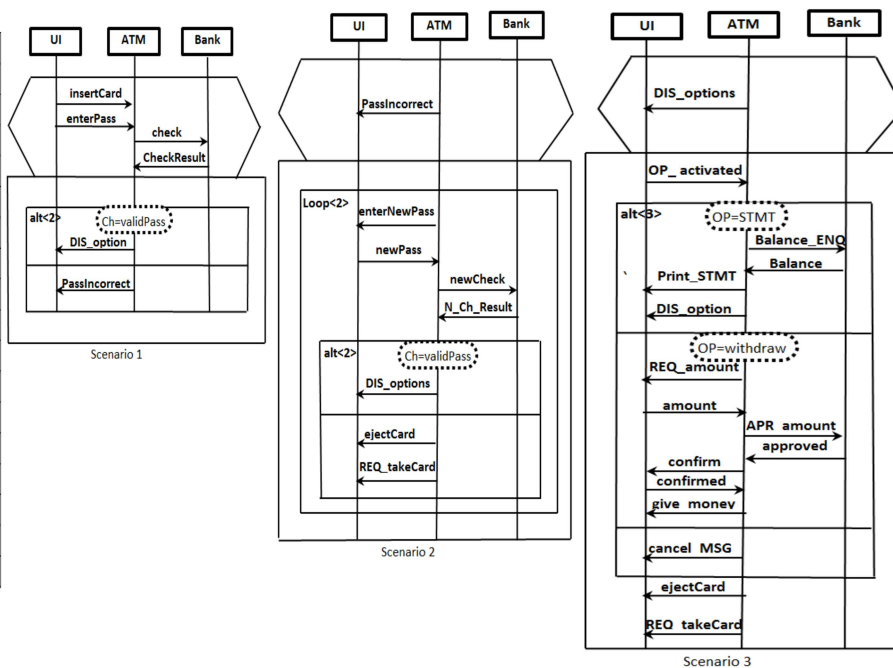 UI ATM Bank
insertCard
enterPass
check
CheckResult
alt<2> Ch=validPass
DIS_option
PassIncorrect
Scenario 1
UI ATM Bank
PassIncorrect
Loop<2>
enterNewPass
newPass
newCheck
N_Ch_Result
alt<2> Ch=validPass
DIS_options
ejectCard
REQ_takeCard
Scenario 2
UI ATM Bank
DIS_options
OP_ activated
alt<3> OP=STMT
Balance_ENQ
Balance
Print_STMT
DIS_option
OP=withdraw
REQ_amount
amount
APR_amount
approved
confirm
confirmed
give_money
cancel_MSG
ejectCard
REQ_takeCard
Scenario 3